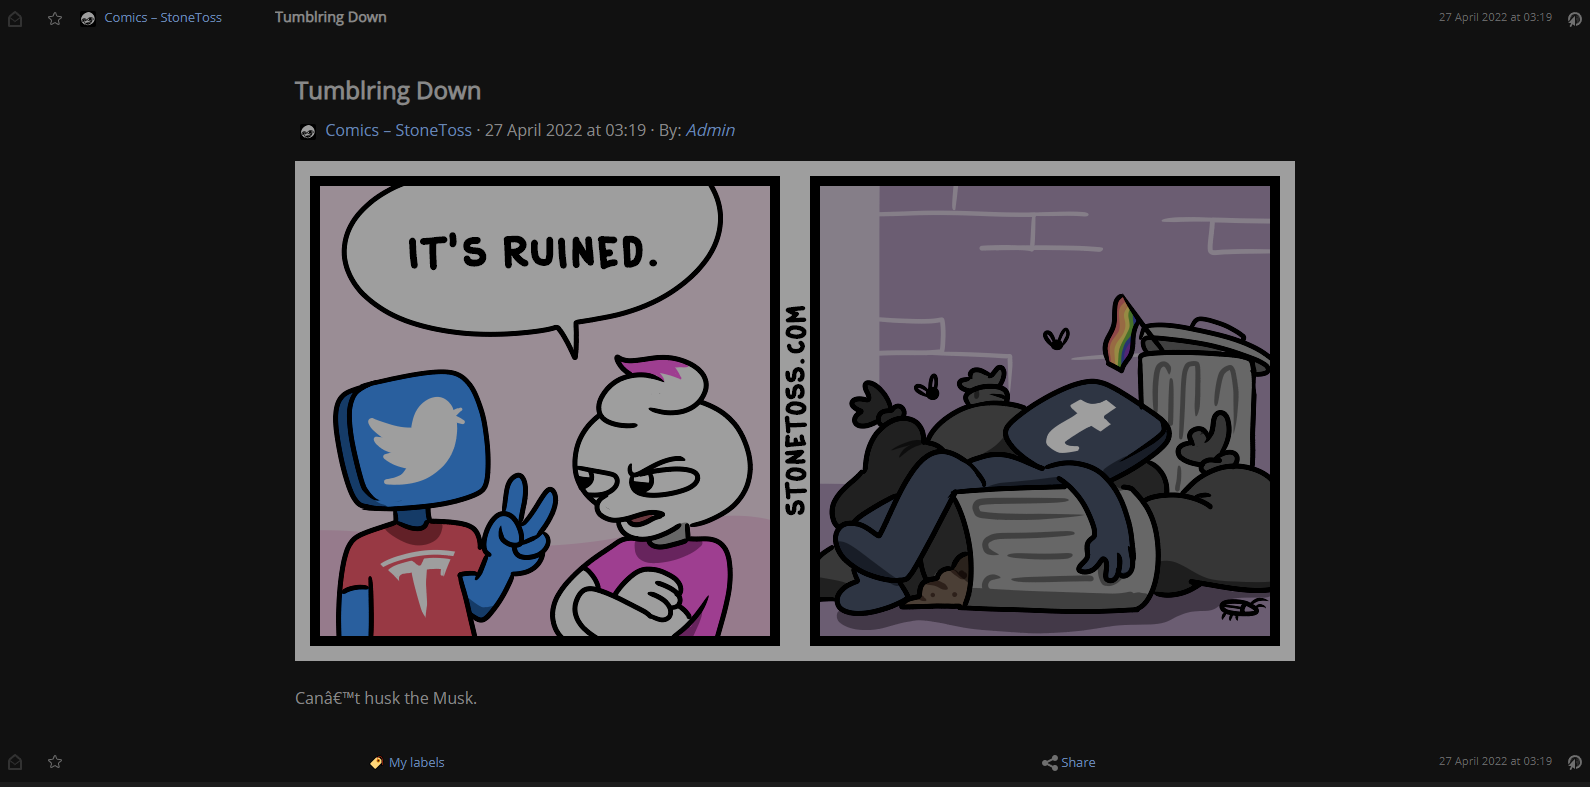 Comics – StoneToss Tumblring Down 27 April 2022 at 03:19
Tumblring Down
Comics – StoneToss · 27 April 2022 at 03:19 · By: Admin
IT'S RUINED.
STONETOSS.COM
Canâ€™t husk the Musk.
My labels Share 27 April 2022 at 03:19